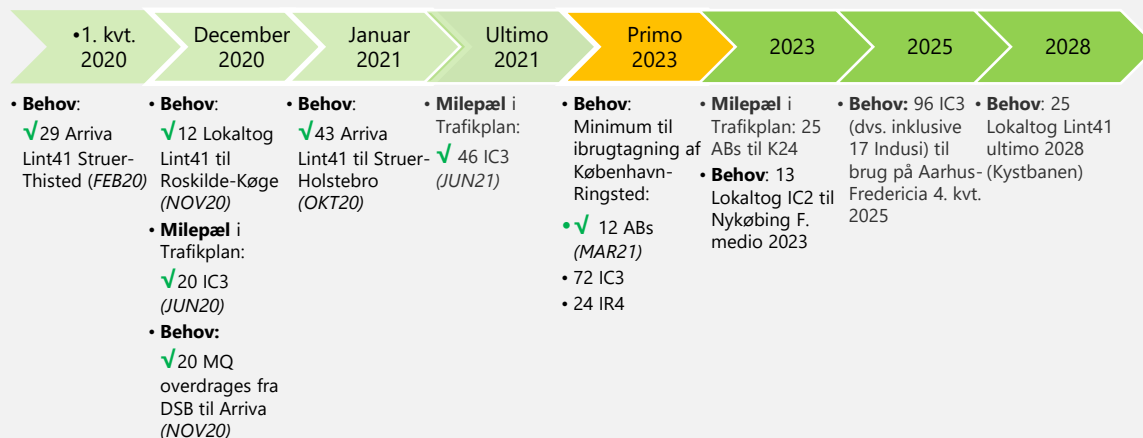 •1. kvt.
2020
December
2020
Januar
2021
Ultimo
2021
Primo
2023
2023
2025
2028
• Behov:
√29 Arriva
Lint41 Struer-
Thisted (FEB20)
• Behov:
√12 Lokaltog
Lint41 til
Roskilde-Køge
(NOV20)
• Milepæl i
Trafikplan:
√20 IC3
(JUN20)
• Behov:
√20 MQ
overdrages fra
DSB til Arriva
(NOV20)
• Behov:
√43 Arriva
Lint41 til Struer-
Holstebro
(OKT20)
• Milepæl i
Trafikplan:
√ 46 IC3
(JUN21)
• Behov:
Minimum til
ibrugtagning af
København-
Ringsted:
•√ 12 ABs
(MAR21)
• 72 IC3
• 24 IR4
• Milepæl i
Trafikplan: 25
ABs til K24
• Behov: 13
Lokaltog IC2 til
Nykøbing F.
medio 2023
• Behov: 96 IC3
(dvs. inklusive
17 Indusi) til
brug på Aarhus-
Fredericia 4. kvt.
2025
• Behov: 25
Lokaltog Lint41
ultimo 2028
(Kystbanen)